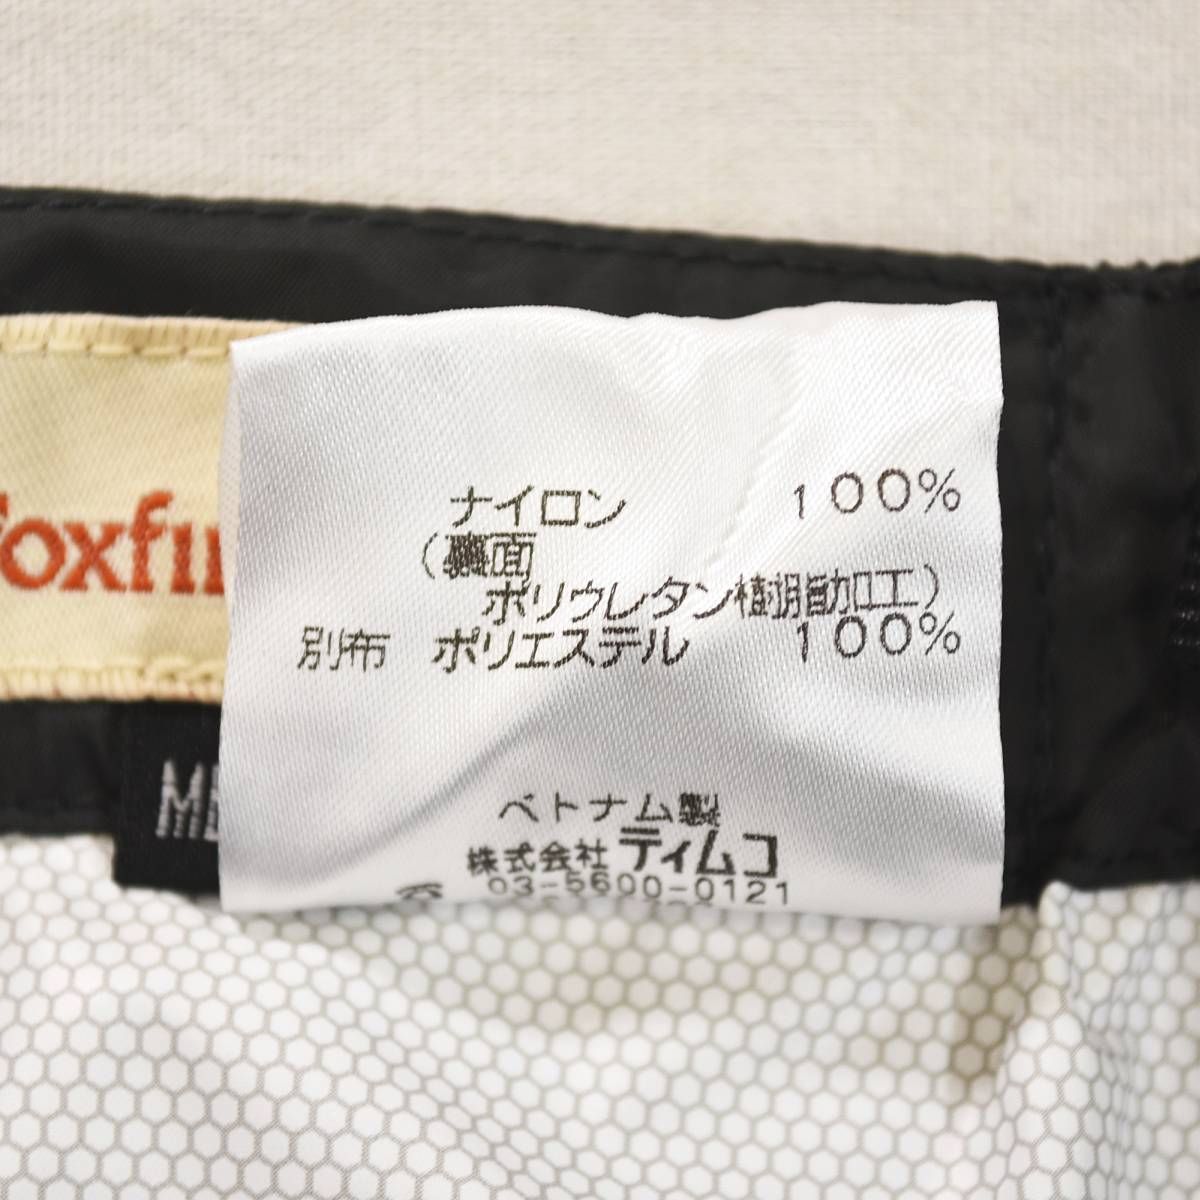 ナイロン 100%
(裏面
ポリウレタン樹脂加工)
別布 ポリエステル 100%
ベトナム製
株式会社ティムコ
03-5600-0121
foxfi
M